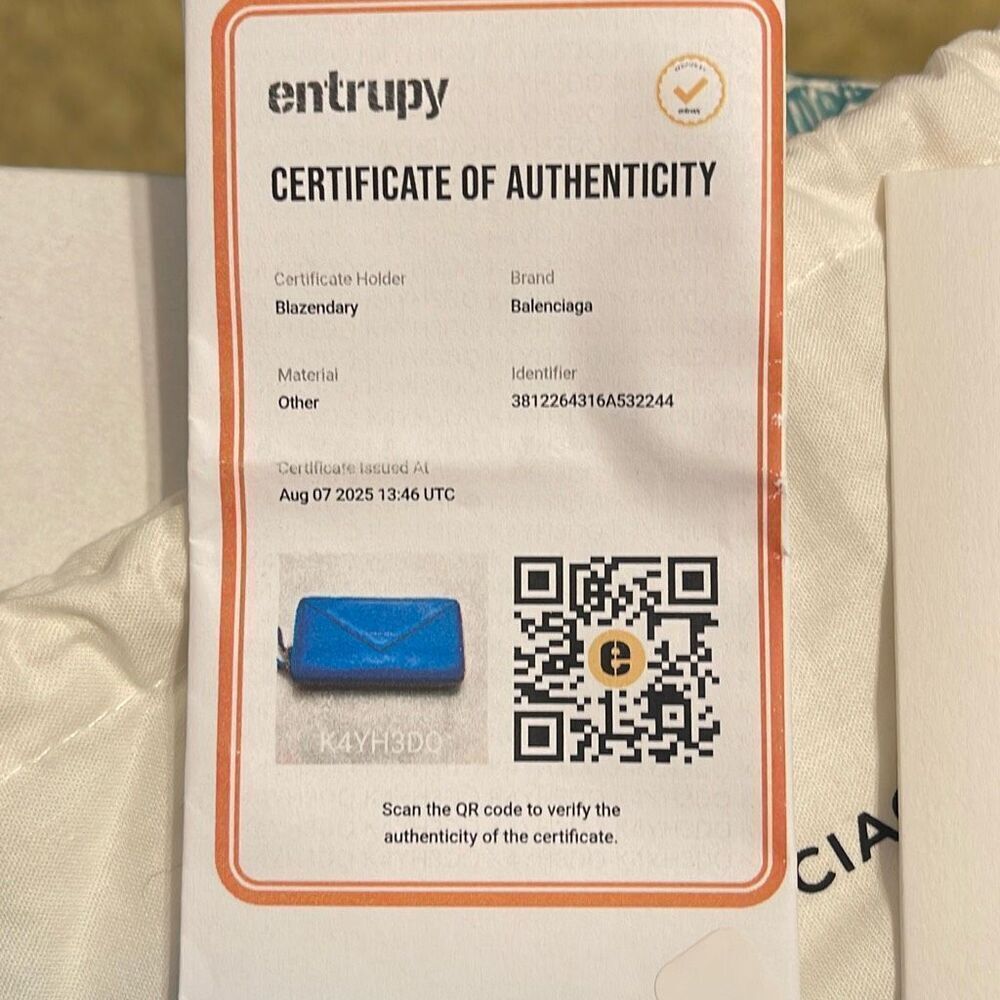 entrupy
CERTIFICATE OF AUTHENTICITY
Certificate Holder
Blazendary
Brand
Balenciaga
Material
Other
Identifier
3812264316A532244
Certificate Issued At
Aug 07 2025 13:46 UTC
K4YH3DO
e
Scan the QR code to verify the
authenticity of the certificate.
CIA